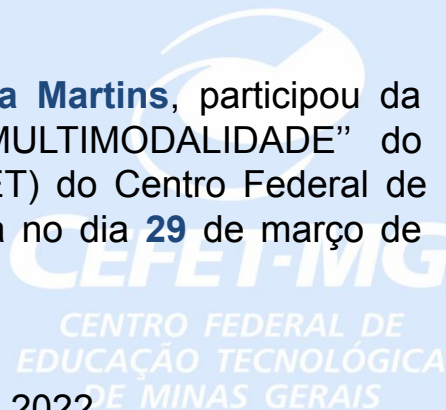 a Martins, participou da
MULTIMODALIDADE” do
ET) do Centro Federal de
a no dia 29 de março de
CEFET-MG
CENTRO FEDERAL DE
EDUCAÇÃO TECNOLÓGICA
DE MINAS GERAIS
2022